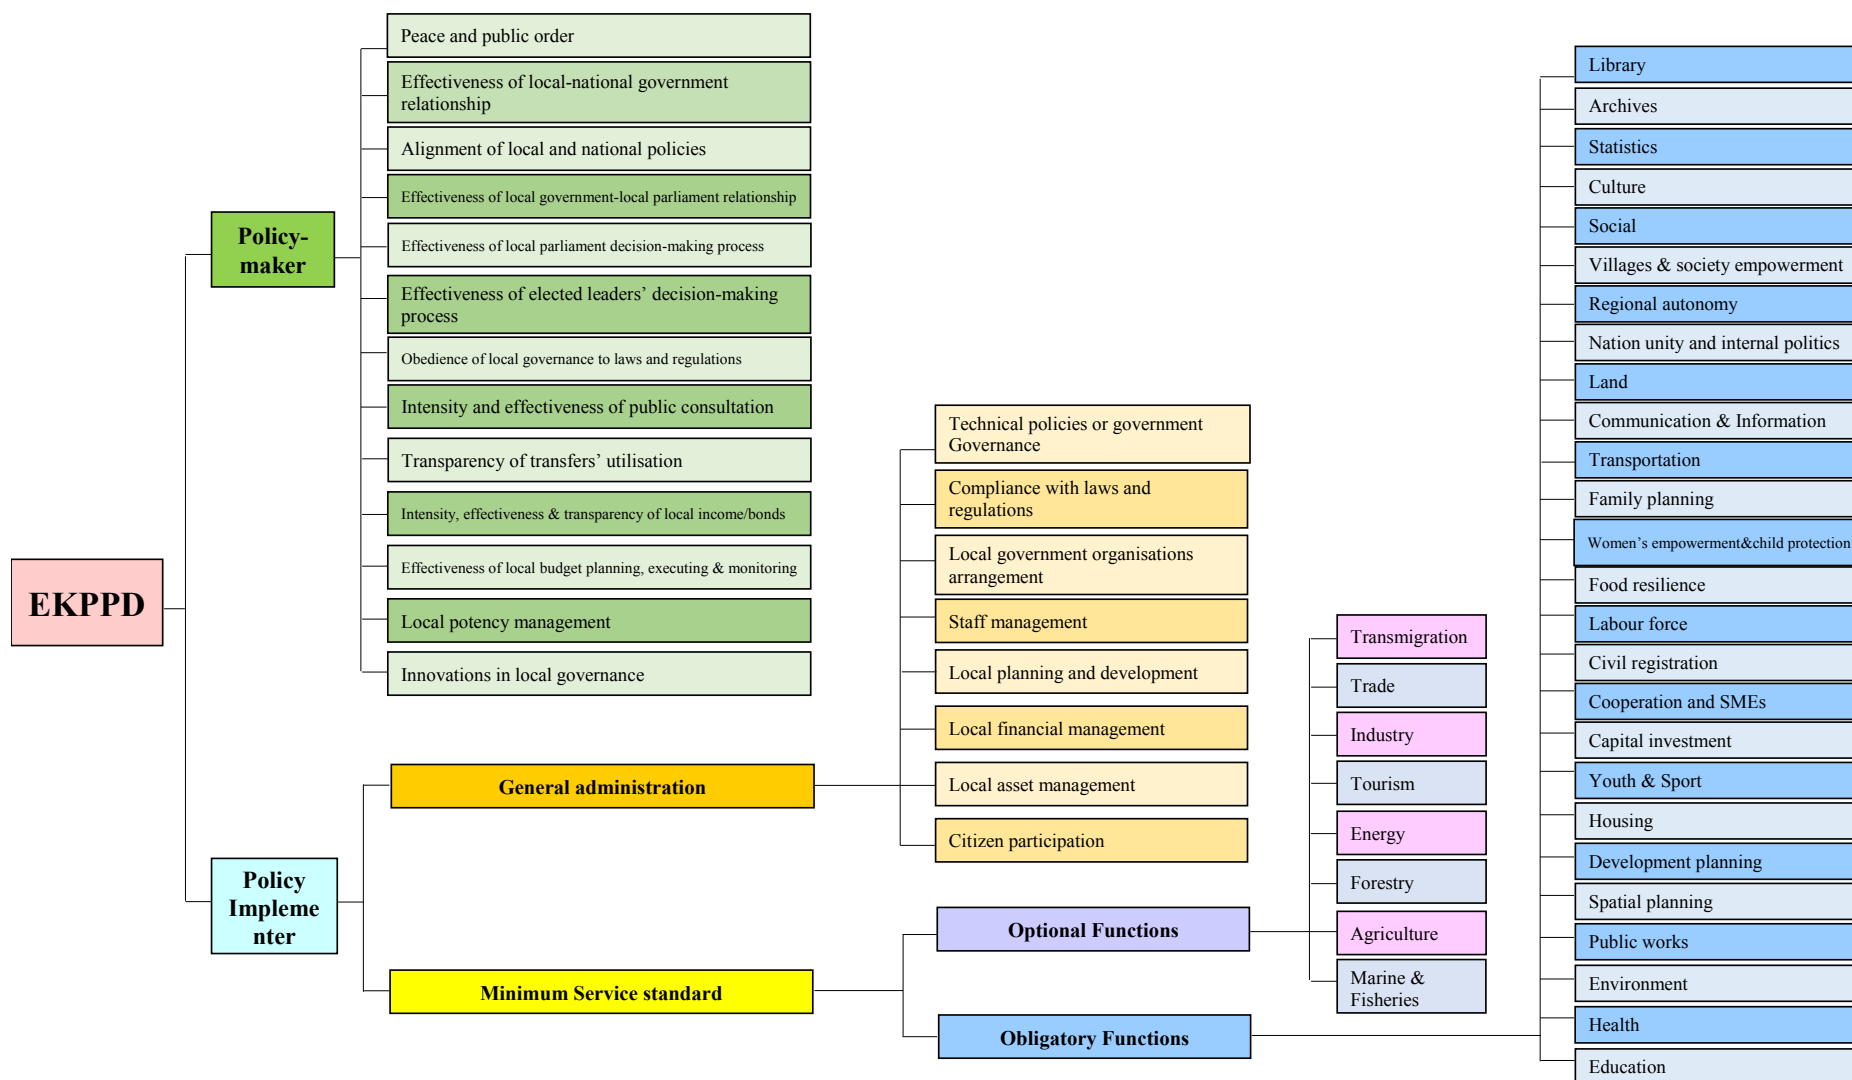 EKPPD
Policy-
maker
Peace and public order
Effectiveness of local-national government
relationship
Alignment of local and national policies
Effectiveness of local government-local parliament relationship
Effectiveness of local parliament decision-making process
Effectiveness of elected leaders’ decision-making
process
Obedience of local governance to laws and regulations
Intensity and effectiveness of public consultation
Transparency of transfers’ utilisation
Intensity, effectiveness & transparency of local income/bonds
Effectiveness of local budget planning, executing & monitoring
Local potency management
Innovations in local governance
Policy
Impleme
nter
General administration
Technical policies or government
Governance
Compliance with laws and
regulations
Local government organisations
arrangement
Staff management
Local planning and development
Local financial management
Local asset management
Citizen participation
Minimum Service standard
Optional Functions
Transmigration
Trade
Industry
Tourism
Energy
Forestry
Agriculture
Marine &
Fisheries
Obligatory Functions
Library
Archives
Statistics
Culture
Social
Villages & society empowerment
Regional autonomy
Nation unity and internal politics
Land
Communication & Information
Transportation
Family planning
Women’s empowerment&child protection
Food resilience
Labour force
Civil registration
Cooperation and SMEs
Capital investment
Youth & Sport
Housing
Development planning
Spatial planning
Public works
Environment
Health
Education